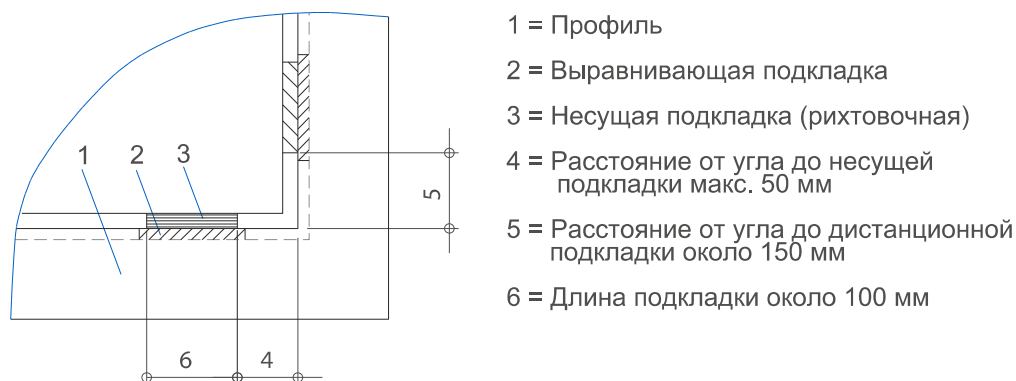 1 = Профиль
2 = Выравнивающая подкладка
3 = Несущая подкладка (рихтовочная)
4 = Расстояние от угла до несущей
подкладки макс. 50 мм
5 = Расстояние от угла до дистанционной
подкладки около 150 мм
6 = Длина подкладки около 100 мм
1 2 3
5
6 4